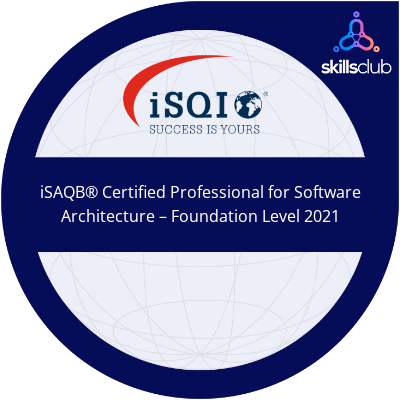 skillsclub
iSQI®
SUCCESS IS YOURS
iSAQB® Certified Professional for Software
Architecture – Foundation Level 2021